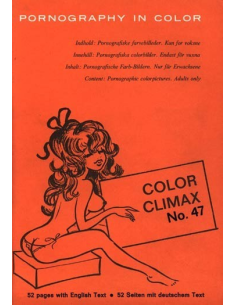 PORNOGRAPHY IN COLOR
Indhold: Pornografiske farvebilleder. Kun for voksne
Innehåll: Pornografiska colorbilder. Endast för vuxna
Inhalt: Pornografische Farb-Bildern. Nur für Erwachsene
Content: Pornographic colorpictures. Adults only
COLOR
CLIMAX
No. 47
52 pages with English Text ● 52 Seiten mit deutschem Text